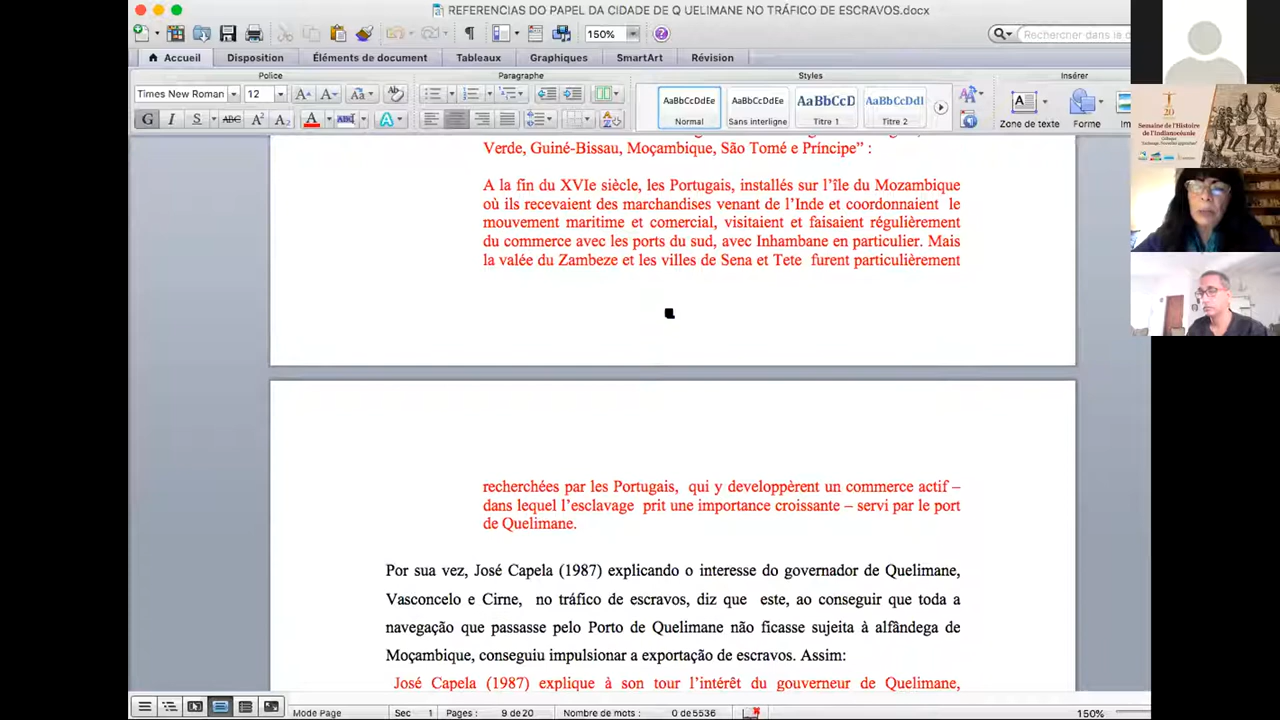 REFERENCIAS DO PAPEL DA CIDADE DE Q UELIMANE NO TRÁFICO DE ESCRAVOS.docx
150%
Rechercher dans la d
Accueil Disposition Éléments de document Tableaux Graphiques SmartArt Révision
Police Paragraphe Styles Insérer
Times New Roman 12
AaBbCcDdEe AaBbCcDdEe AaBbCcD AaBbCcDdI
Normal Sans interligne Titre 1 Titre 2
Zone de texte Forme Im
Verde, Guiné-Bissau, Moçambique, São Tomé e Príncipe” :
A la fin du XVIe siècle, les Portugais, installés sur l’île du Mozambique
où ils recevaient des marchandises venant de l’Inde et coordonnaient le
mouvement maritime et comercial, visitaient et faisaient régulièrement
du commerce avec les ports du sud, avec Inhambane en particulier. Mais
la valée du Zambeze et les villes de Sena et Tete furent particulièrement
recherchées par les Portugais, qui y developpèrent un commerce actif –
dans lequel l’esclavage prit une importance croissante – servi par le port
de Quelimane.
Por sua vez, José Capela (1987) explicando o interesse do governador de Quelimane,
Vasconcelo e Cirne, no tráfico de escravos, diz que este, ao conseguir que toda a
navegação que passasse pelo Porto de Quelimane não ficasse sujeita à alfândega de
Moçambique, conseguiu impulsionar a exportação de escravos. Assim:
José Capela (1987) explique à son tour l’intérêt du gouverneur de Quelimane,
Mode Page Sec 1 Pages : 9 de 20 Nombre de mots : 0 de 5536 150%
20
Semaine de l'Histoire
de l'Indianocéanie